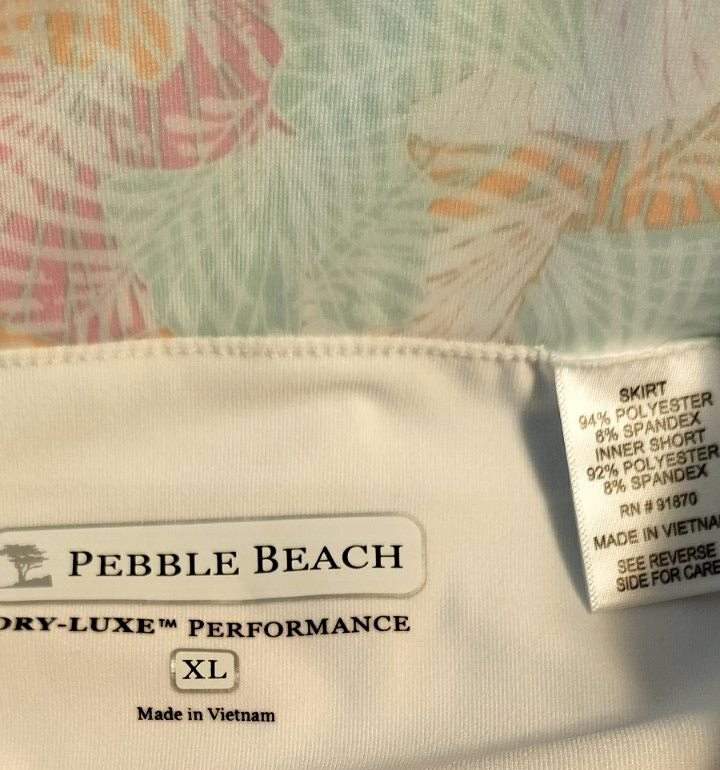 PEBBLE BEACH
DRY-LUXE™ PERFORMANCE
XL
Made in Vietnam
SKIRT
94% POLYESTER
6% SPANDEX
INNER SHORT
92% POLYESTER
8% SPANDEX
RN # 91870
MADE IN VIETNA
SEE REVERSE
SIDE FOR CARE